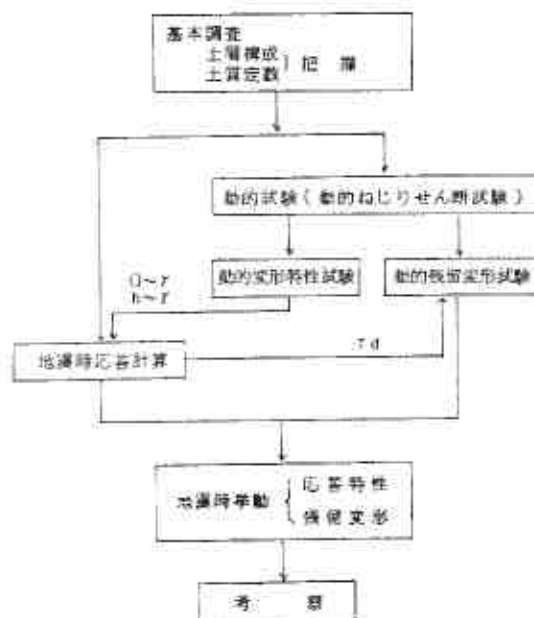 基本調査
土層構成
土質定数
把握
動的試験(動的ねじりせん断試験)
動的変形特性試験
動的残留変形試験
G~γ
h~γ
地震時応答計算
τd
地震時挙動
応答特性
残留変形
考 察